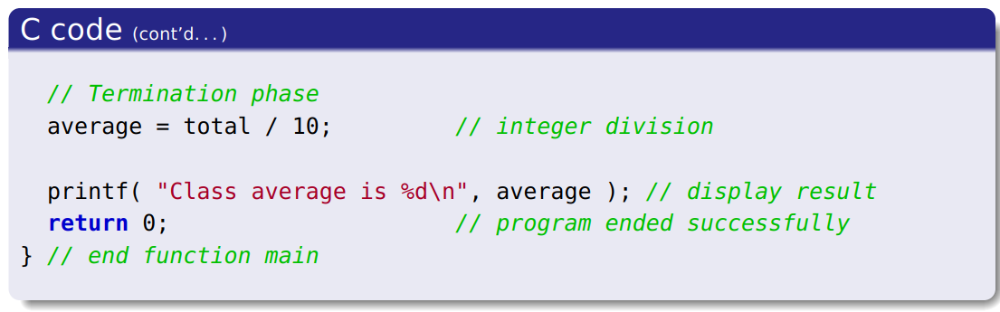 C code (cont'd...)
// Termination phase
average = total / 10; // integer division
printf( "Class average is %d\n", average ); // display result
return 0; // program ended successfully
} // end function main